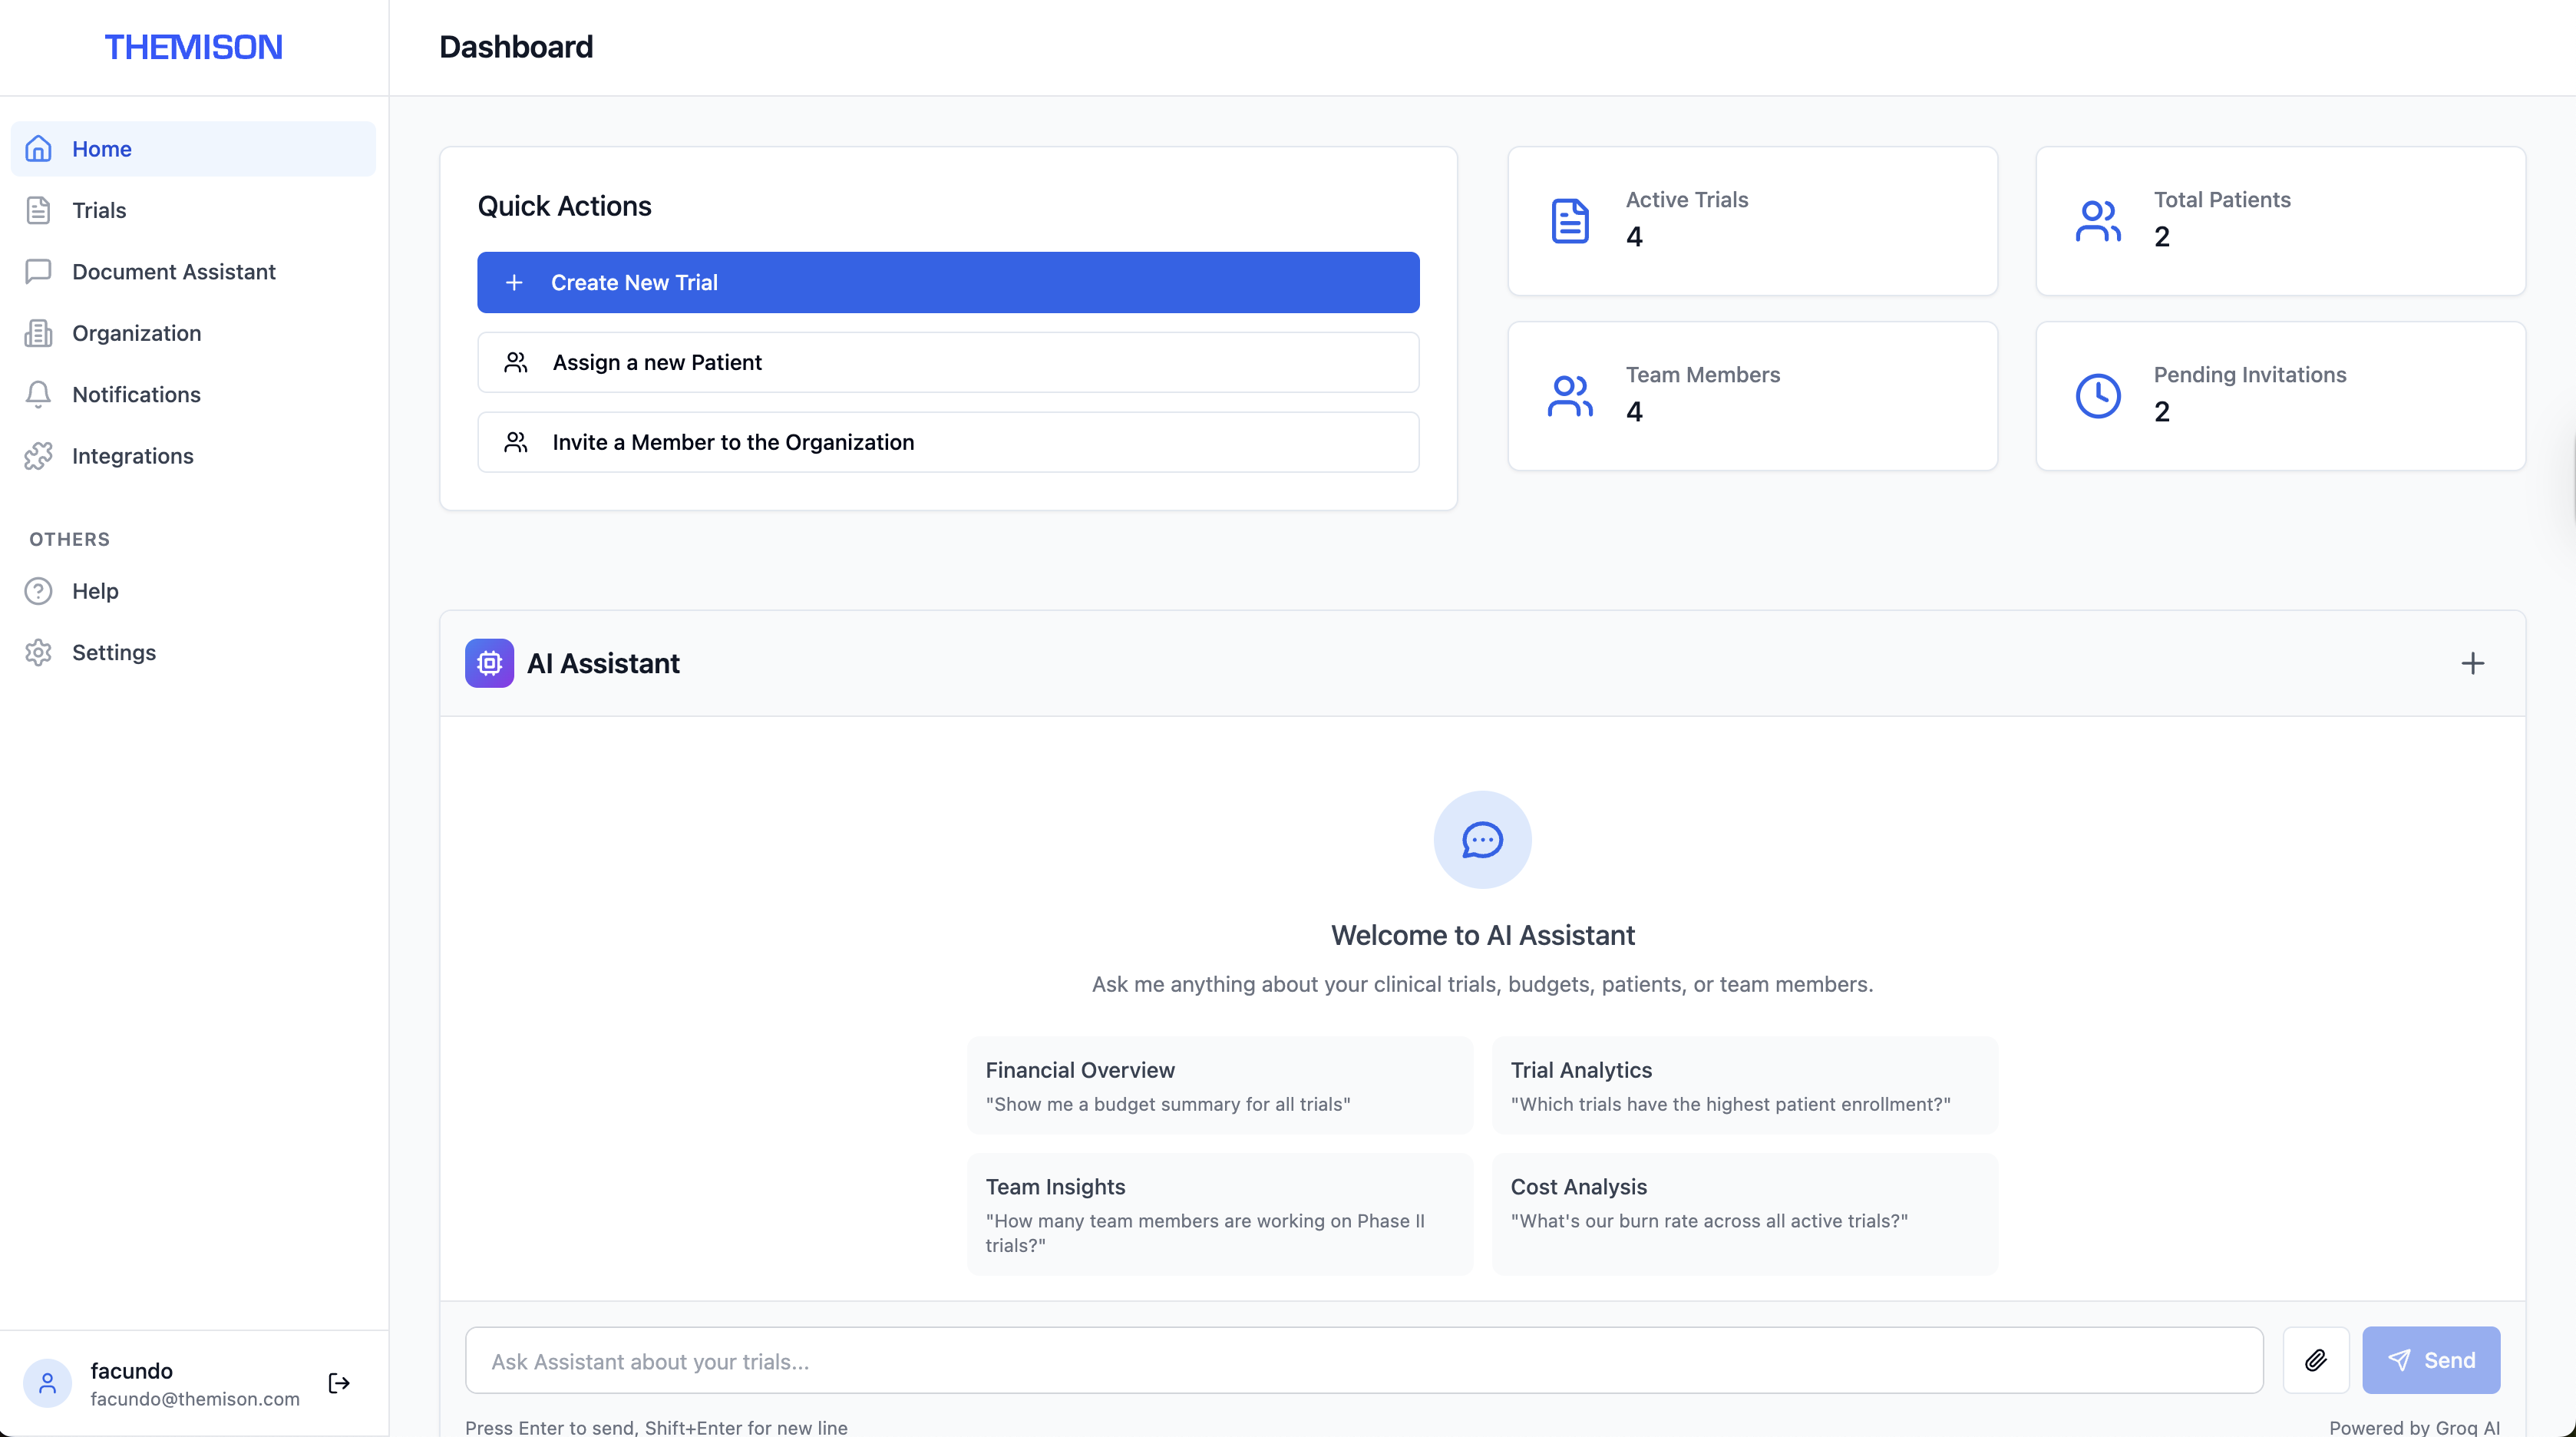 THEMISON
Dashboard
Home
Trials
Document Assistant
Organization
Notifications
Integrations
OTHERS
Help
Settings
facundo
facundo@themison.com
Quick Actions
Create New Trial
Assign a new Patient
Invite a Member to the Organization
Active Trials
4
Total Patients
2
Team Members
4
Pending Invitations
2
AI Assistant
Welcome to AI Assistant
Ask me anything about your clinical trials, budgets, patients, or team members.
Financial Overview
"Show me a budget summary for all trials"
Trial Analytics
"Which trials have the highest patient enrollment?"
Team Insights
"How many team members are working on Phase II
trials?"
Cost Analysis
"What's our burn rate across all active trials?"
Ask Assistant about your trials...
Send
Press Enter to send, Shift+Enter for new line
Powered by Groq AI